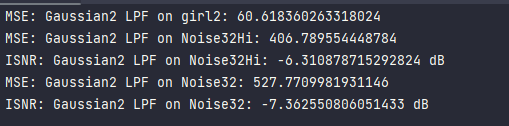 MSE: Gaussian2 LPF on girl2: 60.618360263318024
MSE: Gaussian2 LPF on Noise32Hi: 406.789554448784
ISNR: Gaussian2 LPF on Noise32Hi: -6.310878715292824 dB
MSE: Gaussian2 LPF on Noise32: 527.7709981931146
ISNR: Gaussian2 LPF on Noise32: -7.362550806051433 dB